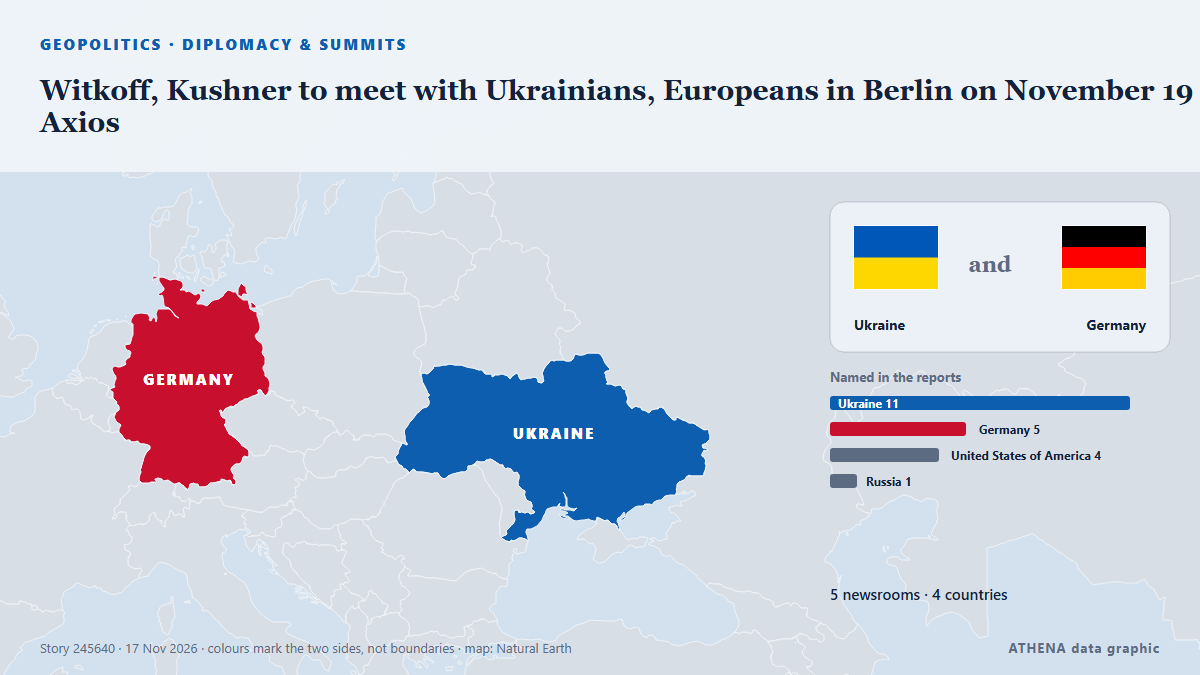 GEOPOLITICS · DIPLOMACY & SUMMITS
Witkoff, Kushner to meet with Ukrainians, Europeans in Berlin on November 19
Axios
GERMANY
UKRAINE
and
Ukraine
Germany
Named in the reports
Ukraine 11
Germany 5
United States of America 4
Russia 1
5 newsrooms · 4 countries
Story 245640 · 17 Nov 2026 · colours mark the two sides, not boundaries · map: Natural Earth
ATHENA data graphic